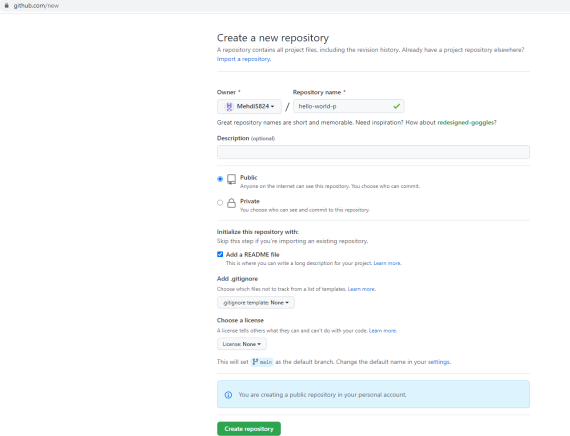 github.com/new
Create a new repository
A repository contains all project files, including the revision history. Already have a project repository elsewhere?
Import a repository.
Owner * Repository name *
Mehdi5824 / hello-world-p
Great repository names are short and memorable. Need inspiration? How about redesigned-goggles?
Description (optional)
Public
Anyone on the internet can see this repository. You choose who can commit.
Private
You choose who can see and commit to this repository.
Initialize this repository with:
Skip this step if you're importing an existing repository.
Add a README file
This is where you can write a long description for your project. Learn more.
Add .gitignore
Choose which files not to track from a list of templates. Learn more.
.gitignore template: None
Choose a license
A license tells others what they can and can't do with your code. Learn more.
License: None
This will set main as the default branch. Change the default name in your settings.
You are creating a public repository in your personal account.
Create repository